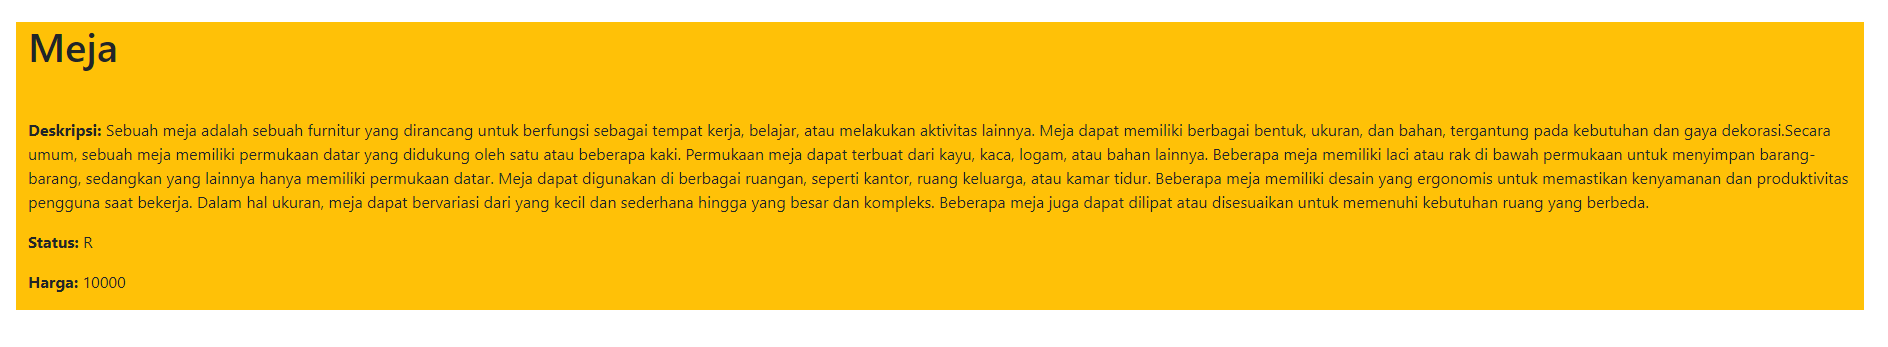 Meja
Deskripsi: Sebuah meja adalah sebuah furnitur yang dirancang untuk berfungsi sebagai tempat kerja, belajar, atau melakukan aktivitas lainnya. Meja dapat memiliki berbagai bentuk, ukuran, dan bahan, tergantung pada kebutuhan dan gaya dekorasi.Secara
umum, sebuah meja memiliki permukaan datar yang didukung oleh satu atau beberapa kaki. Permukaan meja dapat terbuat dari kayu, kaca, logam, atau bahan lainnya. Beberapa meja memiliki laci atau rak di bawah permukaan untuk menyimpan barang-
barang, sedangkan yang lainnya hanya memiliki permukaan datar. Meja dapat digunakan di berbagai ruangan, seperti kantor, ruang keluarga, atau kamar tidur. Beberapa meja memiliki desain yang ergonomis untuk memastikan kenyamanan dan produktivitas
pengguna saat bekerja. Dalam hal ukuran, meja dapat bervariasi dari yang kecil dan sederhana hingga yang besar dan kompleks. Beberapa meja juga dapat dilipat atau disesuaikan untuk memenuhi kebutuhan ruang yang berbeda.
Status: R
Harga: 10000